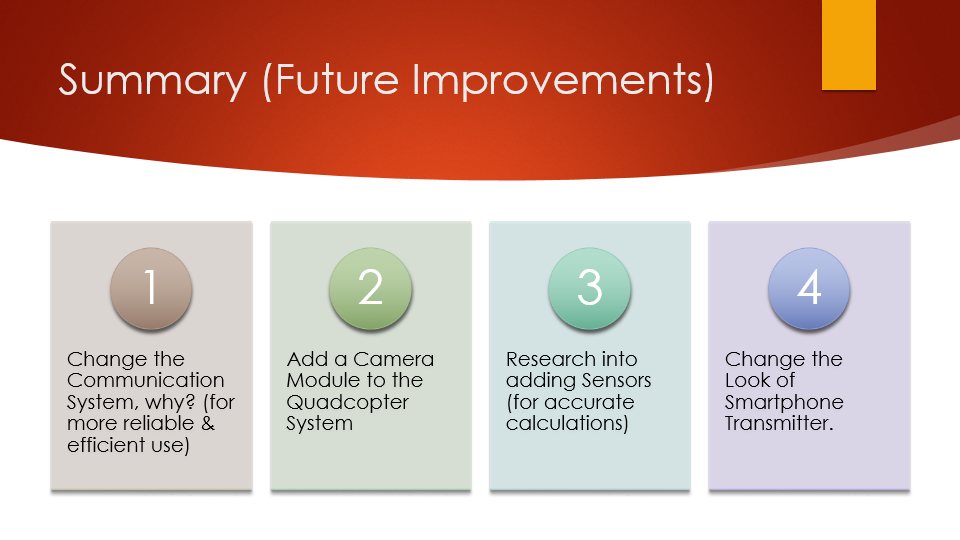 Summary (Future Improvements)
1
Change the
Communication
System, why? (for
more reliable &
efficient use)
2
Add a Camera
Module to the
Quadcopter
System
3
Research into
adding Sensors
(for accurate
calculations)
4
Change the
Look of
Smartphone
Transmitter.